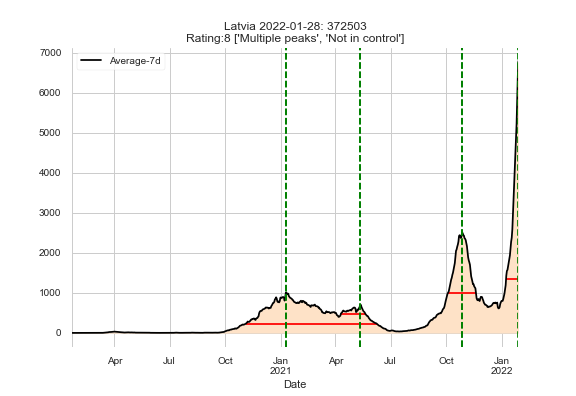 Latvia 2022-01-28: 372503
Rating:8 ['Multiple peaks', 'Not in control']
Average-7d
7000
6000
5000
4000
3000
2000
1000
0
Apr Jul Oct Jan Apr Jul Oct Jan
2021 2022
Date